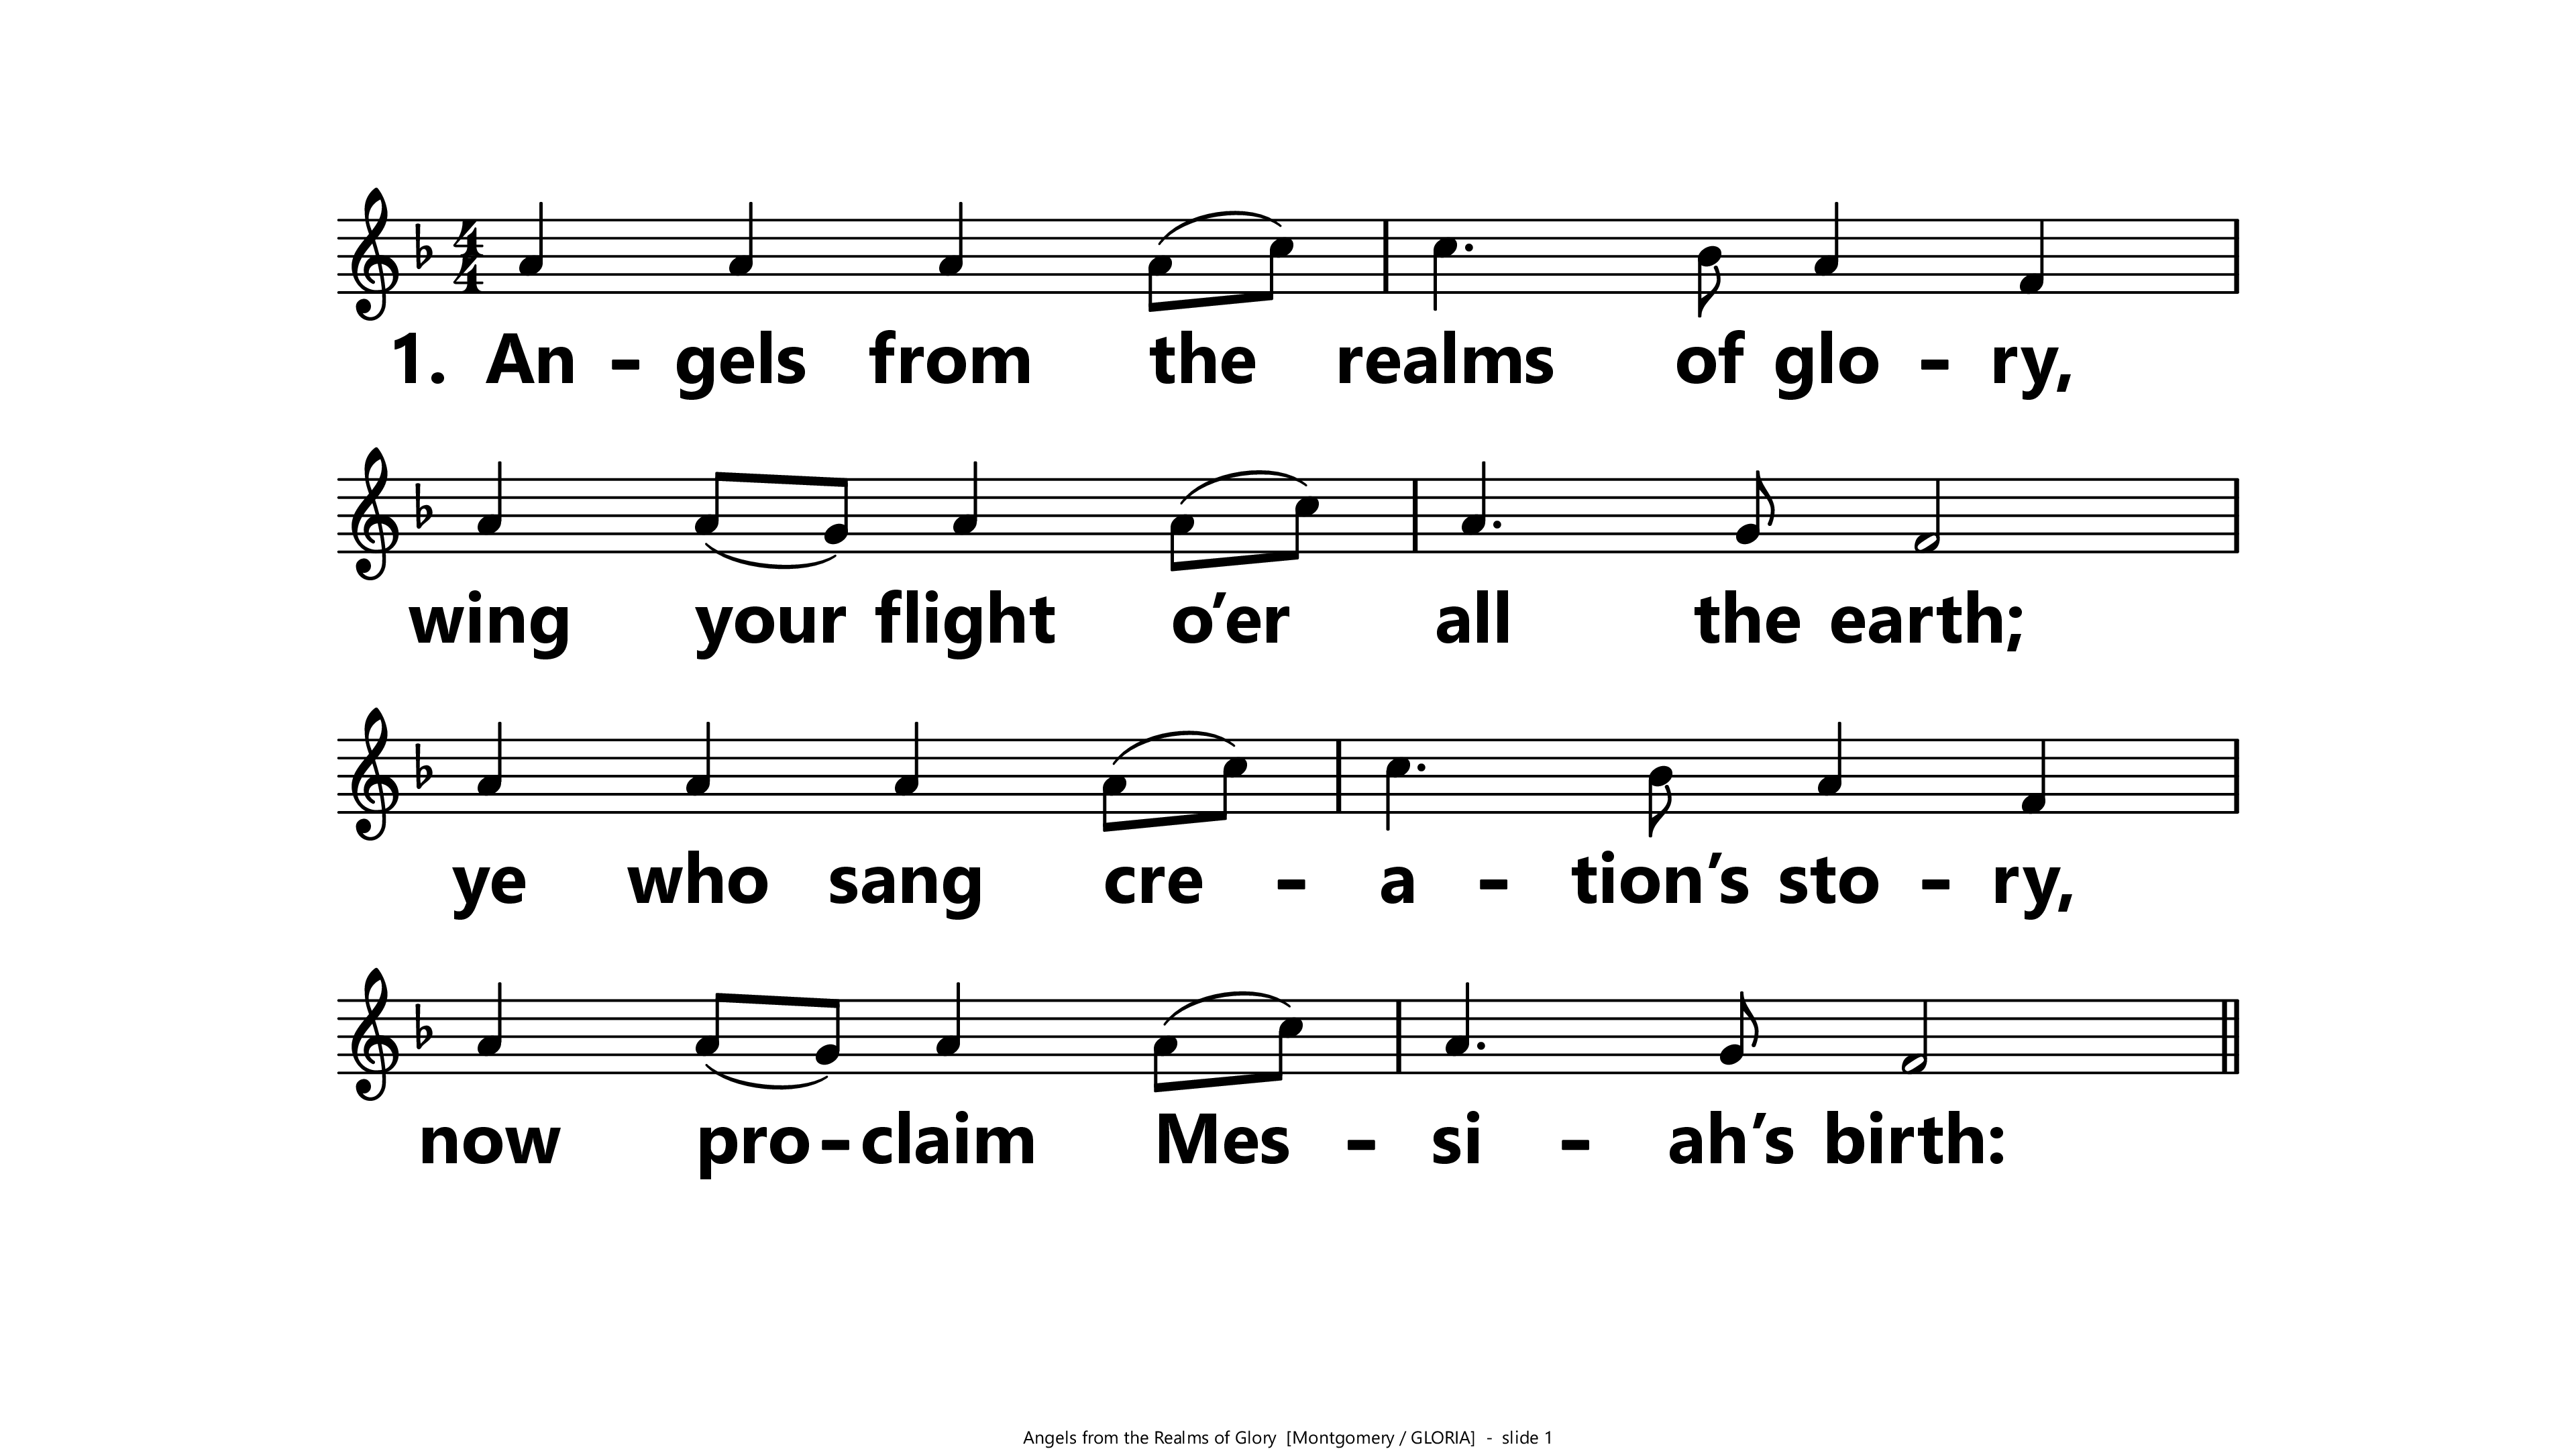 1. An - gels from the realms of glo - ry,
wing your flight o’er all the earth;
ye who sang cre - a - tion’s sto - ry,
now pro - claim Mes - si - ah’s birth:
Angels from the Realms of Glory [Montgomery / GLORIA] - slide 1